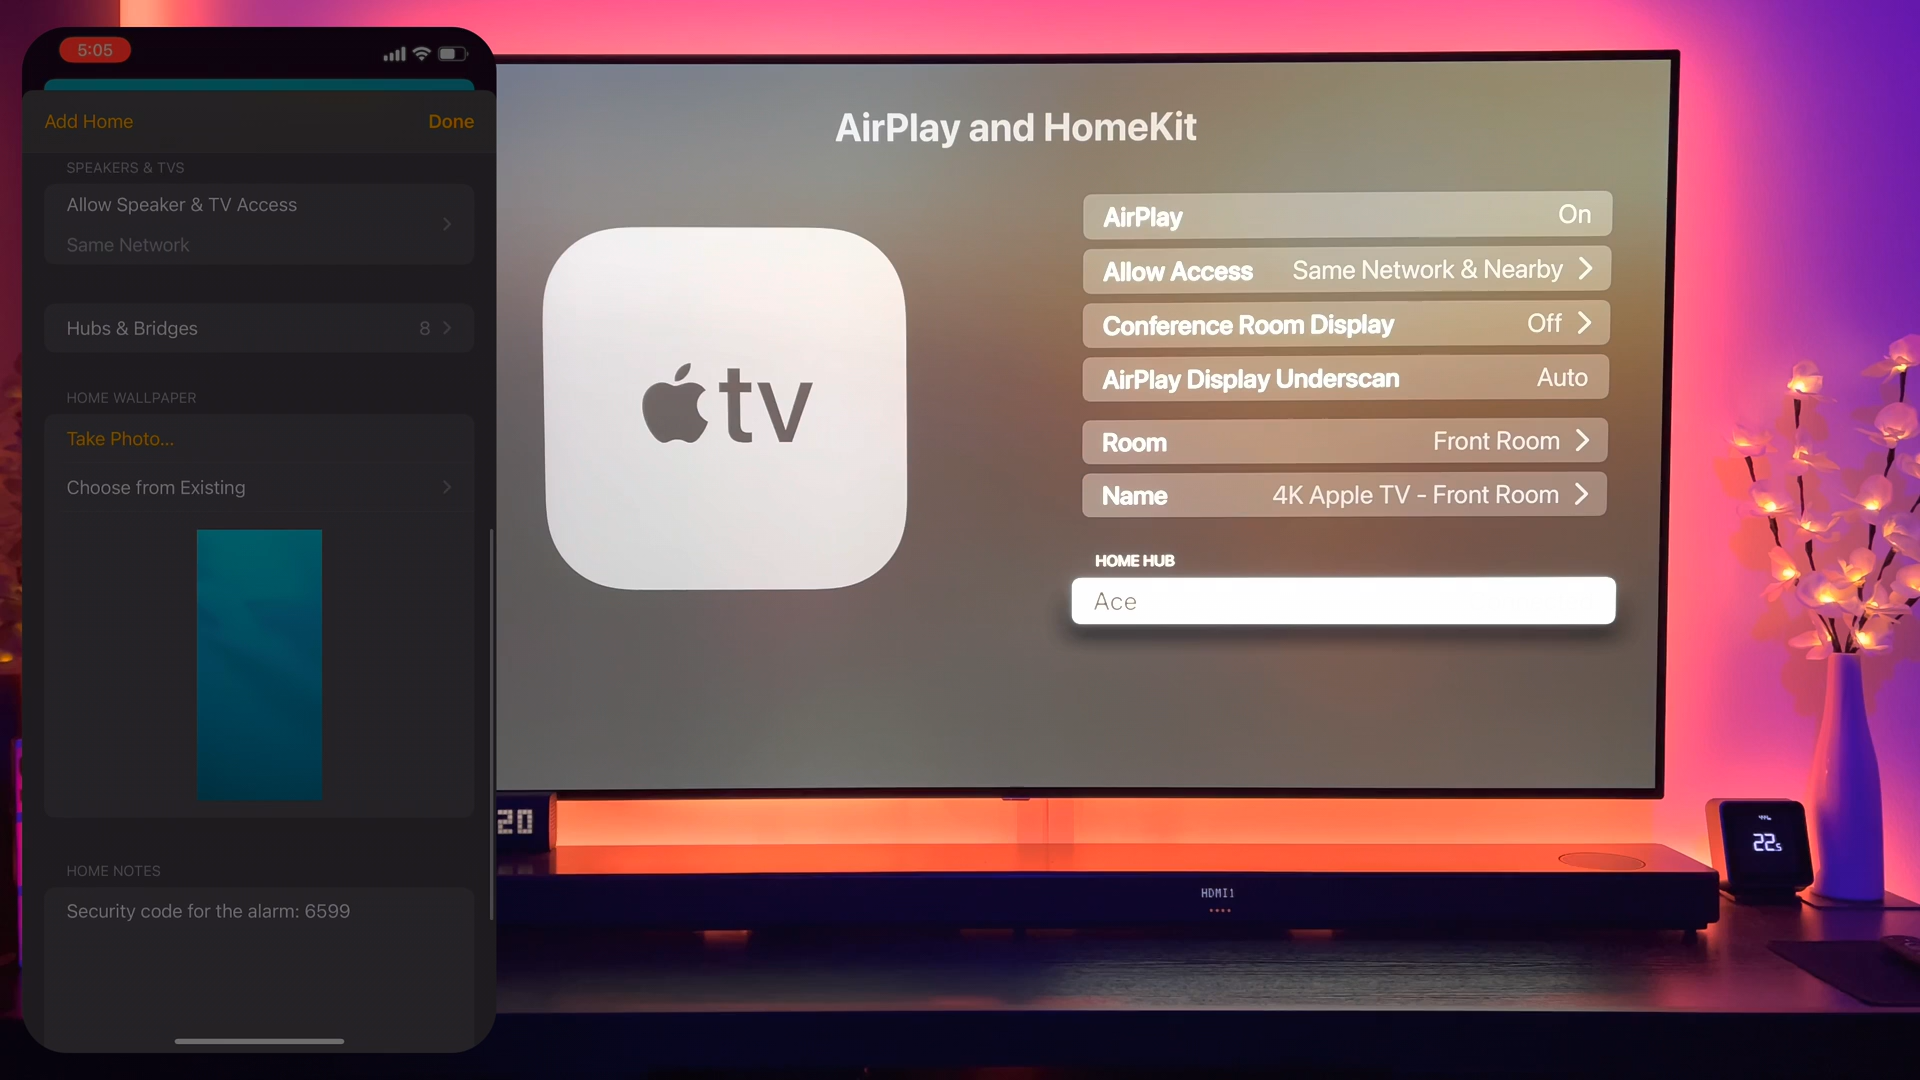 5:05
Add Home
Done
SPEAKERS & TVS
Allow Speaker & TV Access
Same Network
Hubs & Bridges 8
HOME WALLPAPER
Take Photo...
Choose from Existing
HOME NOTES
Security code for the alarm: 6599
AirPlay and HomeKit
tv
AirPlay On
Allow Access Same Network & Nearby
Conference Room Display Off
AirPlay Display Underscan Auto
Room Front Room
Name 4K Apple TV - Front Room
HOME HUB
Ace
20
HDMI1
22